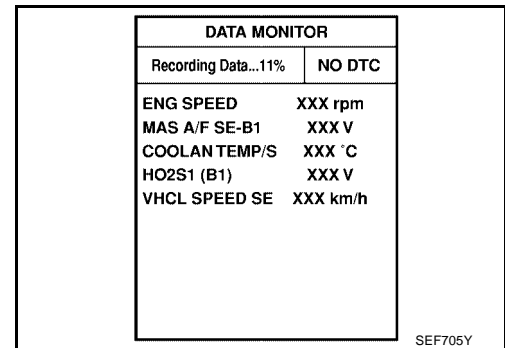 DATA MONITOR
Recording Data...11% NO DTC
ENG SPEED XXX rpm
MAS A/F SE-B1 XXX V
COOLAN TEMP/S XXX °C
HO2S1 (B1) XXX V
VHCL SPEED SE XXX km/h
SEF705Y